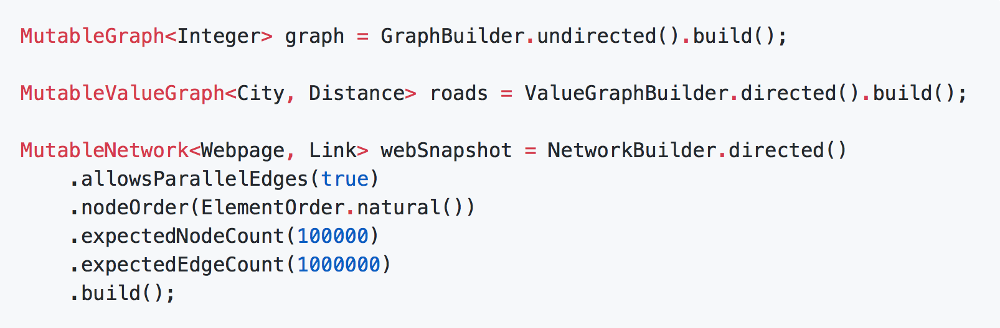 MutableGraph<Integer> graph = GraphBuilder.undirected().build();
MutableValueGraph<City, Distance> roads = ValueGraphBuilder.directed().build();
MutableNetwork<Webpage, Link> webSnapshot = NetworkBuilder.directed()
    .allowsParallelEdges(true)
    .nodeOrder(ElementOrder.natural())
    .expectedNodeCount(100000)
    .expectedEdgeCount(1000000)
    .build();